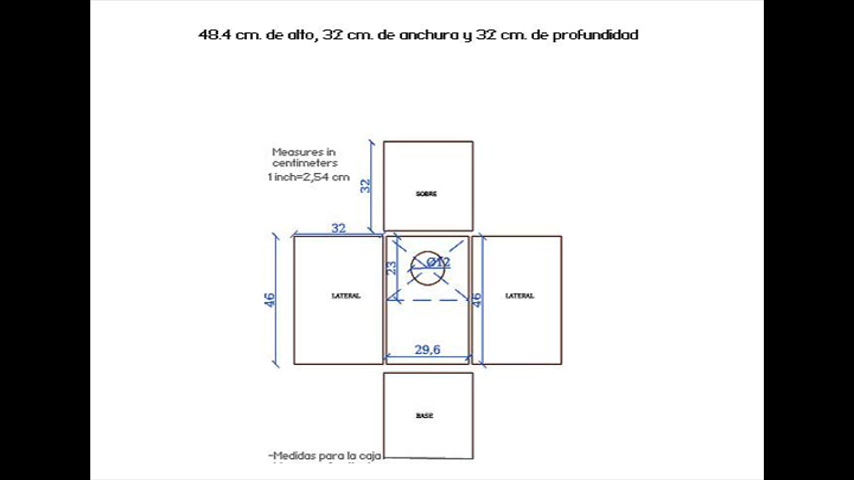 48.4 cm. de alto, 32 cm. de anchura y 32 cm. de profundidad
Measures in
centimeters
1 inch=2,54 cm
32
SOBRE
32
Ø12
23
46
LATERAL
46
LATERAL
29,6
BASE
-Medidas para la caja